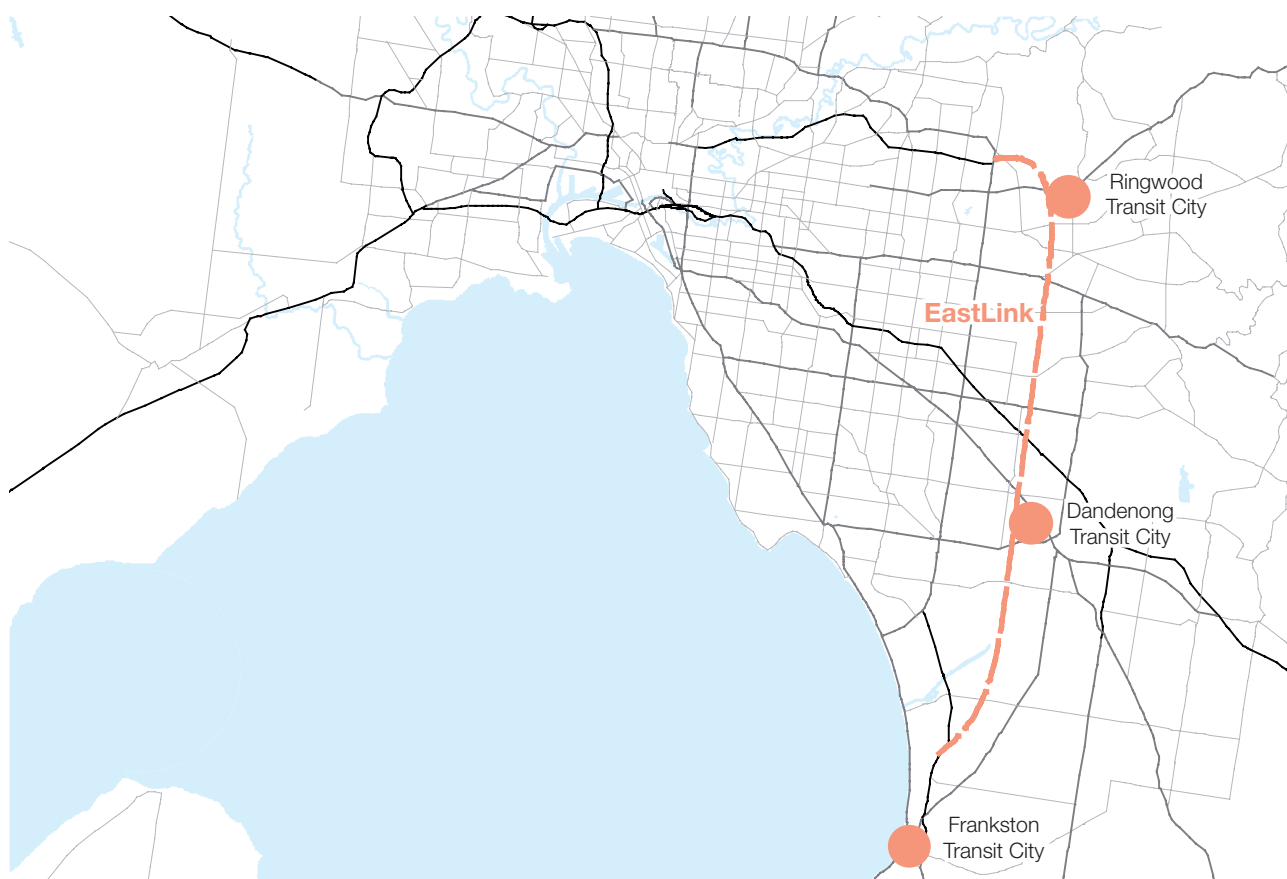 Ringwood
Transit City
EastLink
Dandenong
Transit City
Frankston
Transit City